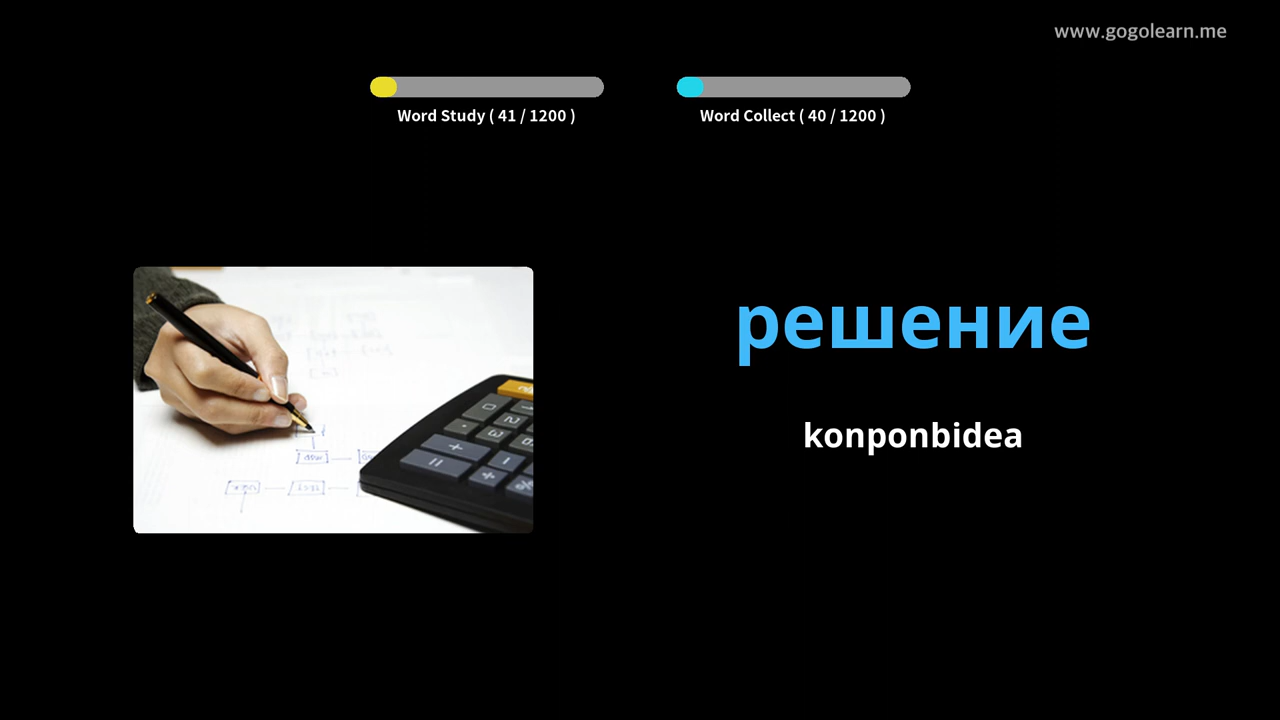 www.gogolearn.me
Word Study ( 41 / 1200 )
Word Collect ( 40 / 1200 )
решение
konponbidea